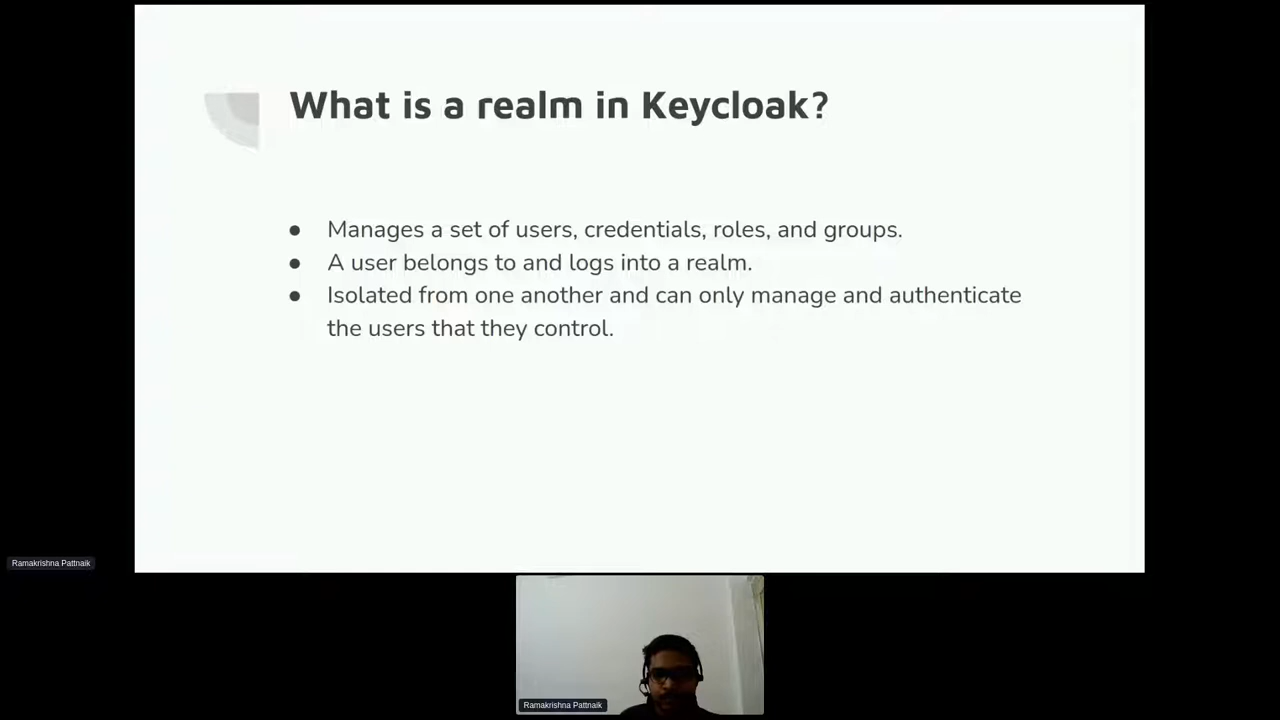 What is a realm in Keycloak?
● Manages a set of users, credentials, roles, and groups.
● A user belongs to and logs into a realm.
● Isolated from one another and can only manage and authenticate
the users that they control.
Ramakrishna Pattnaik
Ramakrishna Pattnaik